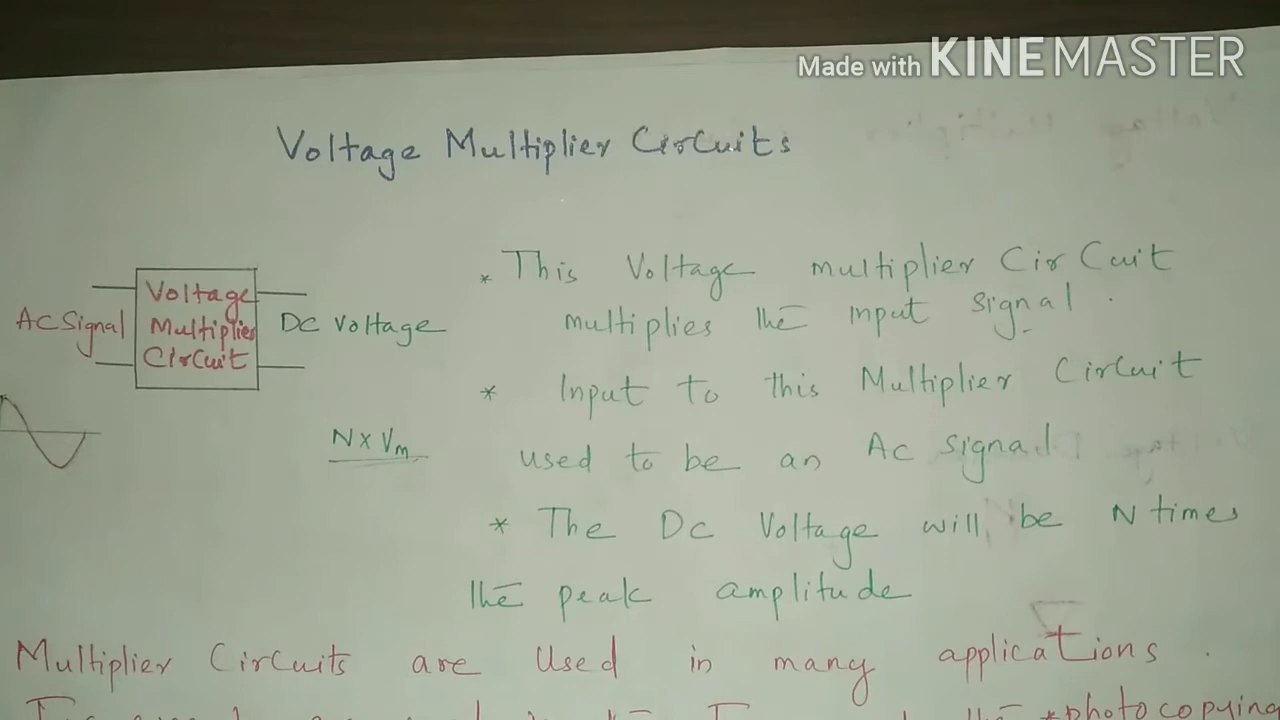 Made with KINEMASTER
Voltage Multiplier Circuits
AC Signal
Voltage
Multiplier
Circuit
DC Voltage
N x Vm
* This Voltage multiplier Circuit
multiplies the input signal.
* Input to this Multiplier Circuit
used to be an Ac signal
* The Dc Voltage will be N times
the peak amplitude
Multiplier Circuits are used in many applications.
the * photocopying